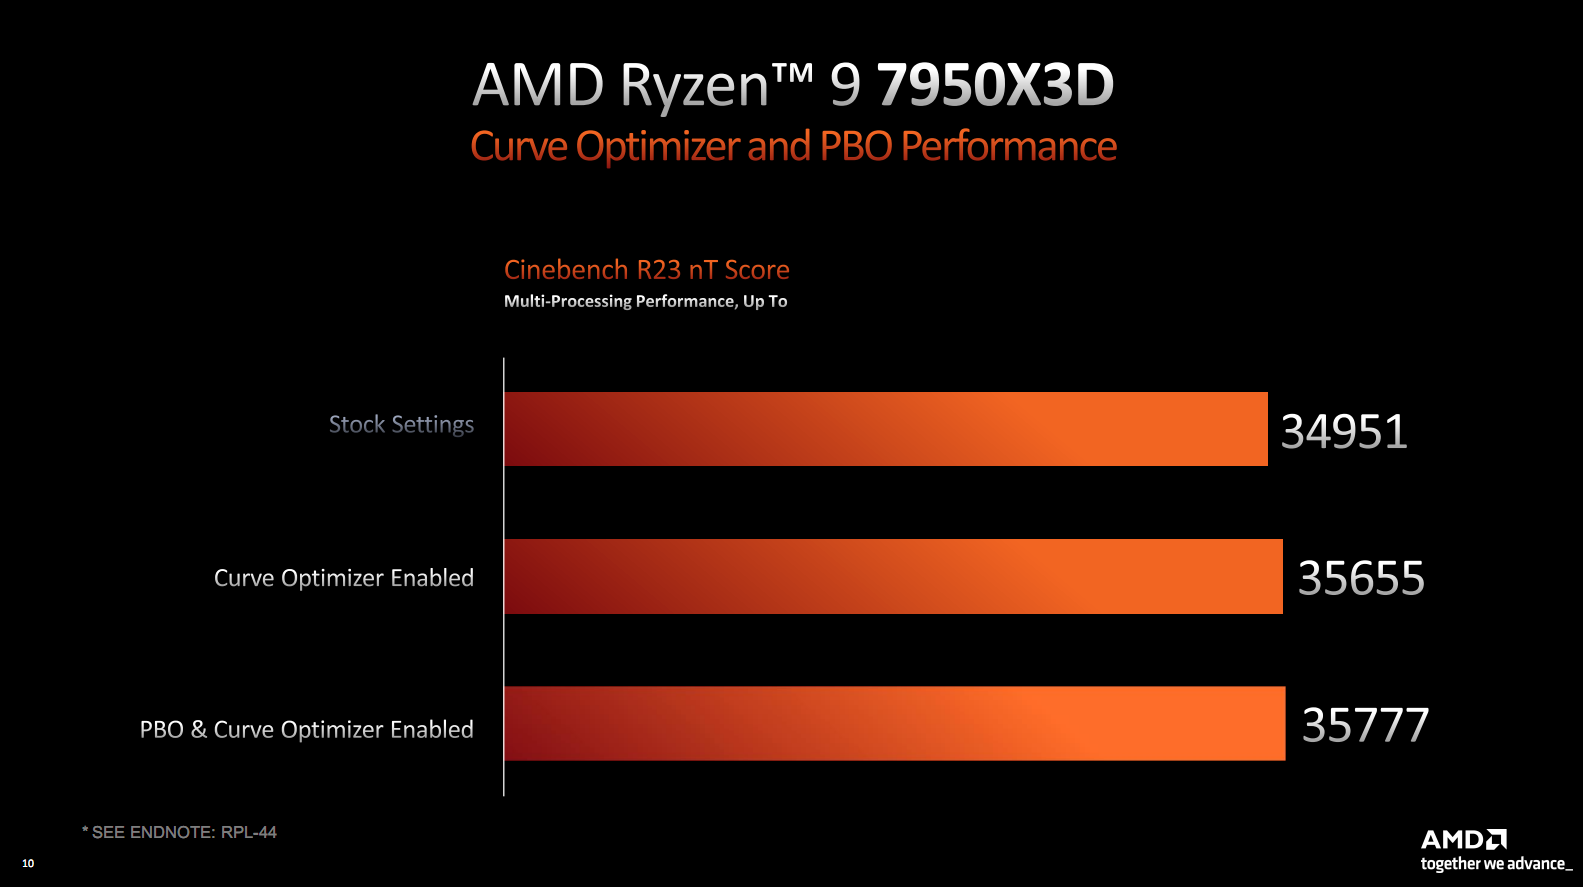 AMD Ryzen™ 9 7950X3D
Curve Optimizer and PBO Performance
Cinebench R23 nT Score
Multi-Processing Performance, Up To
Stock Settings
34951
Curve Optimizer Enabled
35655
PBO & Curve Optimizer Enabled
35777
* SEE ENDNOTE: RPL-44
10
AMD
together we advance_